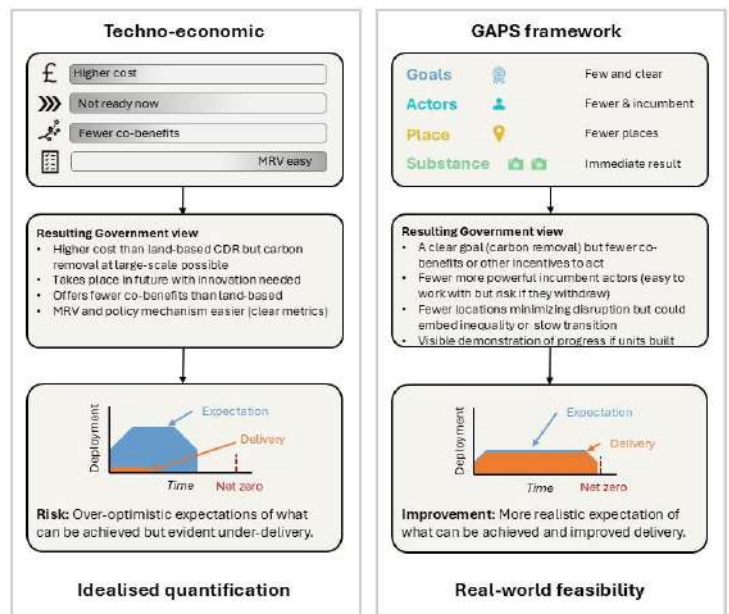 Techno-economic
£ Higher cost
Not ready now
Fewer co-benefits
MRV easy
Resulting Government view
• Higher cost than land-based CDR but carbon
removal at large-scale possible
• Takes place in future with innovation needed
• Offers fewer co-benefits than land-based
• MRV and policy mechanism easier (clear metrics)
Deployment
Expectation
Delivery
Time
Net zero
Risk: Over-optimistic expectations of what
can be achieved but evident under-delivery.
Idealised quantification
GAPS framework
Goals Few and clear
Actors Fewer & incumbent
Place Fewer places
Substance Immediate result
Resulting Government view
• A clear goal (carbon removal) but fewer co-
benefits or other incentives to act
• Fewer more powerful incumbent actors (easy to
work with but risk if they withdraw)
• Fewer locations minimizing disruption but could
embed inequality or slow transition
• Visible demonstration of progress if units built
Deployment
Expectation
Delivery
Time
Net zero
Improvement: More realistic expectation of
what can be achieved and improved delivery.
Real-world feasibility